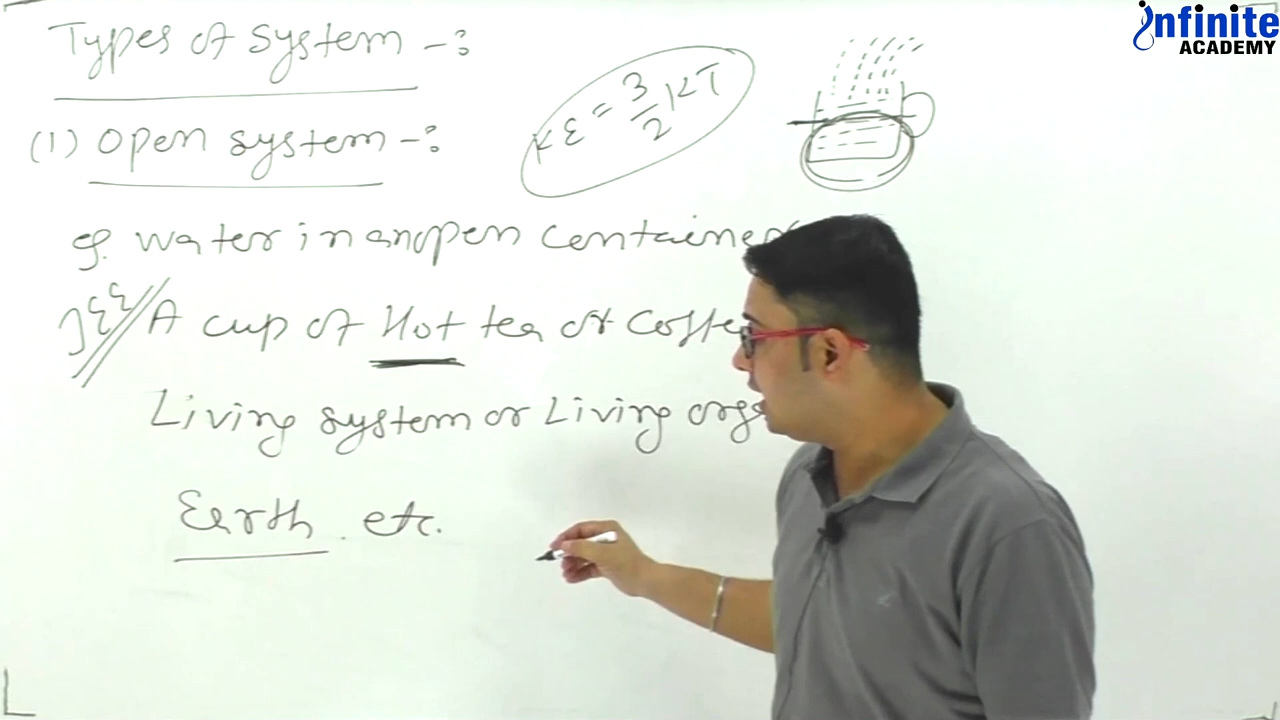 Types of System -:
(1) Open system -:
KE = 3/2 KT
eg. water in an open container
A cup of Hot tea or Coffee
Living system or Living orga
Earth etc.
infinite
ACADEMY